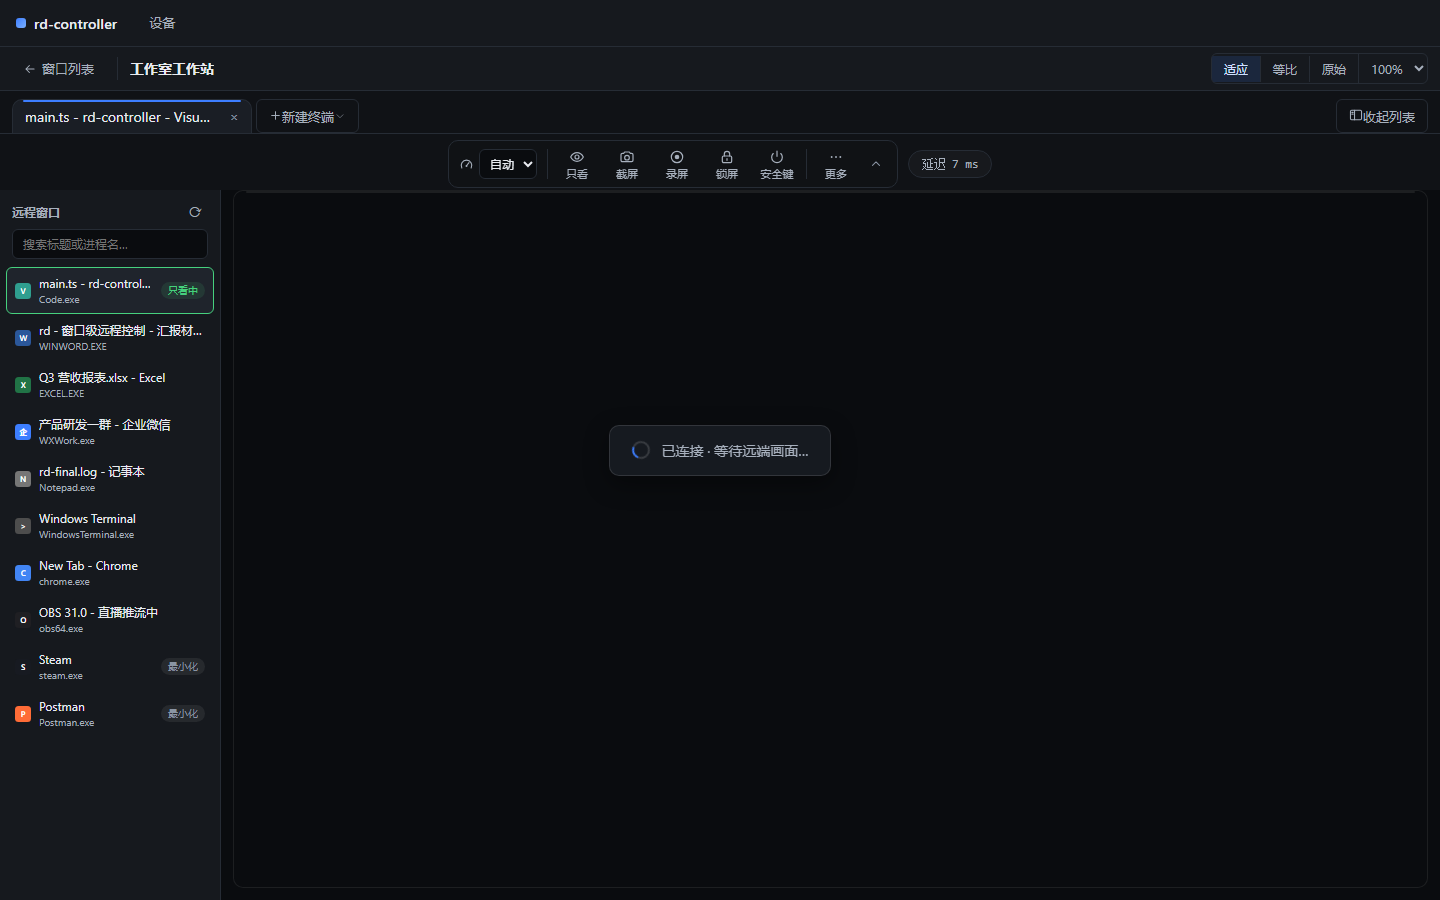 rd-controller
设备
← 窗口列表
工作室工作站
适应
等比
原始
100%
main.ts - rd-controller - Visu...
×
+新建终端
收起列表
自动
只看
截屏
录屏
锁屏
安全键
更多
延迟 7 ms
远程窗口
搜索标题或进程名...
V
main.ts - rd-control...
Code.exe
只看中
W
rd - 窗口级远程控制 - 汇报材...
WINWORD.EXE
X
Q3 营收报表.xlsx - Excel
EXCEL.EXE
企
产品研发一群 - 企业微信
WXWork.exe
N
rd-final.log - 记事本
Notepad.exe
>
Windows Terminal
WindowsTerminal.exe
C
New Tab - Chrome
chrome.exe
O
OBS 31.0 - 直播推流中
obs64.exe
S
Steam
steam.exe
最小化
P
Postman
Postman.exe
最小化
已连接 · 等待远端画面...